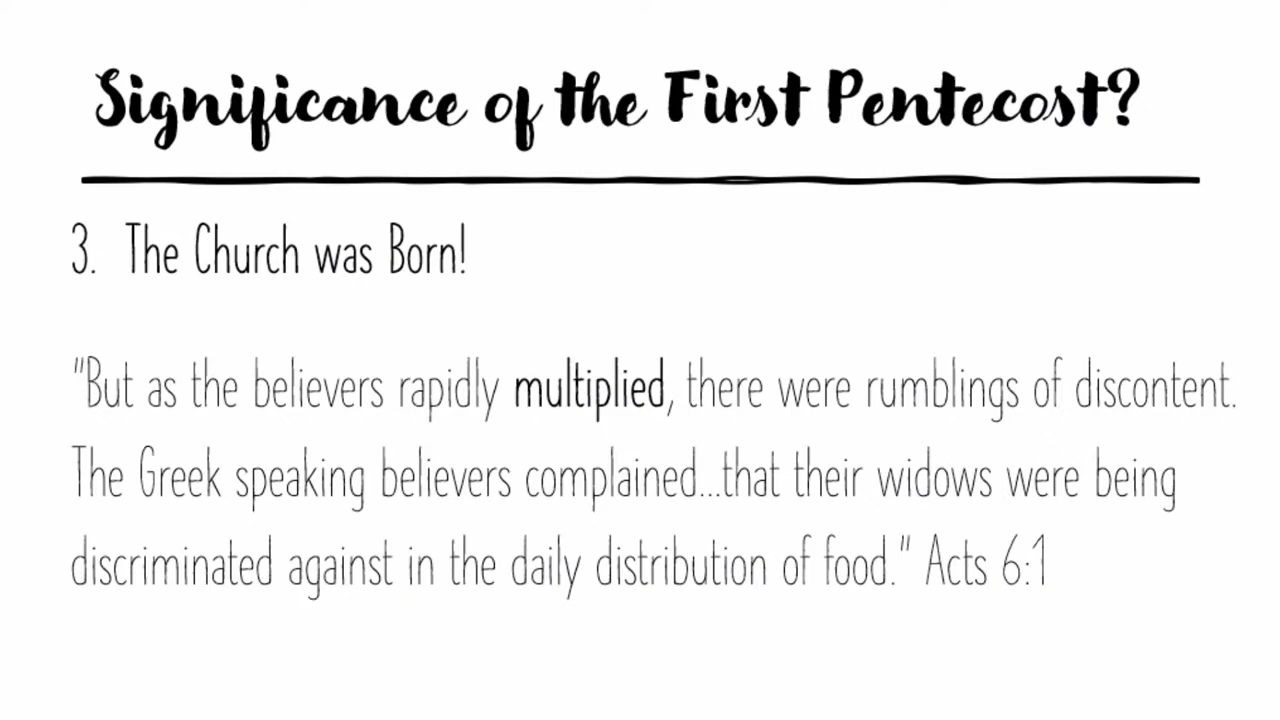 Significance of the First Pentecost?
3. The Church was Born!
"But as the believers rapidly multiplied, there were rumblings of discontent.
The Greek speaking believers complained...that their widows were being
discriminated against in the daily distribution of food." Acts 6:1